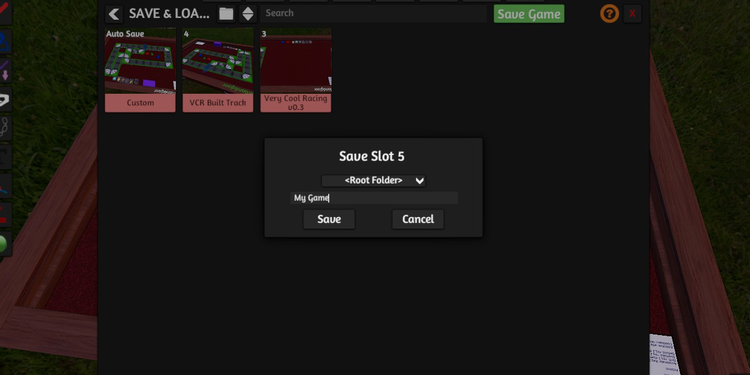 SAVE & LOA...
Search
Save Game
?
X
Auto Save
4
3
Custom
VCR Built Track
Very Cool Racing
v0.3
Save Slot 5
<Root Folder>
My Game
Save
Cancel